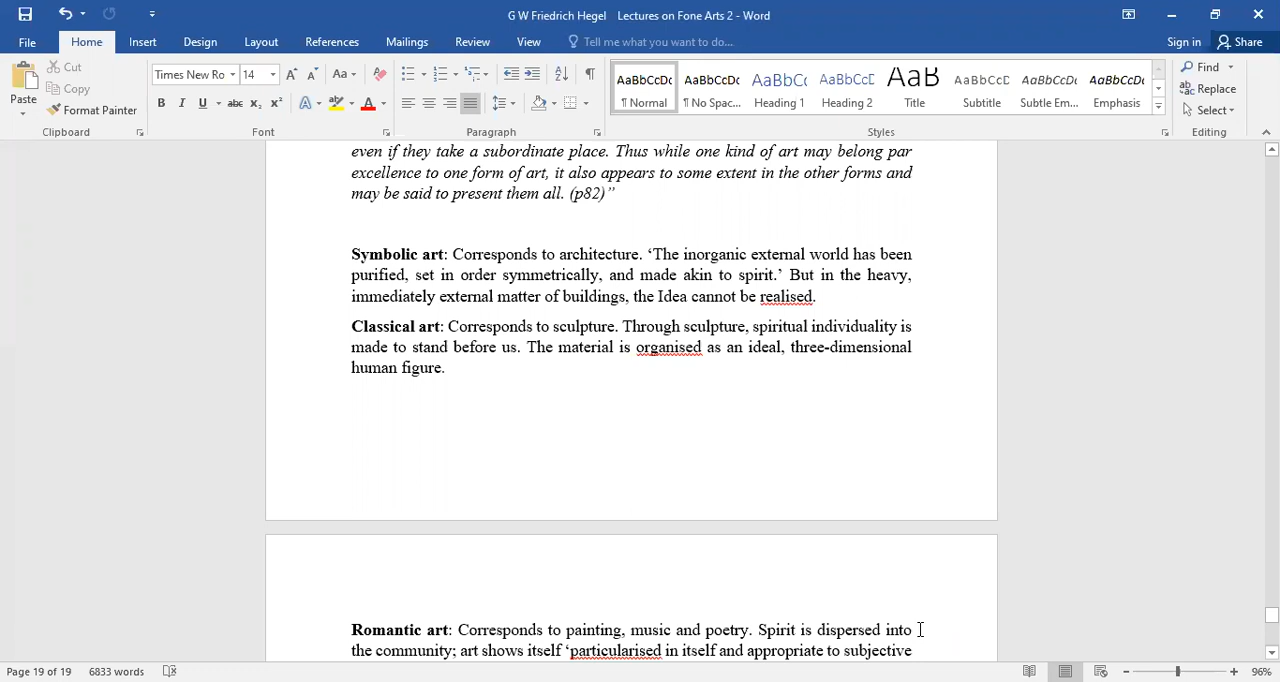 G W Friedrich Hegel   Lectures on Fone Arts 2 - Word
File Home Insert Design Layout References Mailings Review View Tell me what you want to do... Sign in Share
Paste Cut Copy Format Painter
Times New Ro 14 Aa
AaBbCcDc AaBbCcDc AaBbCc AaBbCcD AaB AaBbCcD AaBbCcDc AaBbCcDc
¶ Normal ¶ No Spac... Heading 1 Heading 2 Title Subtitle Subtle Em... Emphasis
Find Replace Select
Clipboard Font Paragraph Styles Editing
even if they take a subordinate place. Thus while one kind of art may belong par
excellence to one form of art, it also appears to some extent in the other forms and
may be said to present them all. (p82)”
Symbolic art: Corresponds to architecture. ‘The inorganic external world has been
purified, set in order symmetrically, and made akin to spirit.’ But in the heavy,
immediately external matter of buildings, the Idea cannot be realised.
Classical art: Corresponds to sculpture. Through sculpture, spiritual individuality is
made to stand before us. The material is organised as an ideal, three-dimensional
human figure.
Romantic art: Corresponds to painting, music and poetry. Spirit is dispersed into
the community; art shows itself ‘particularised in itself and appropriate to subjective
Page 19 of 19 6833 words 96%